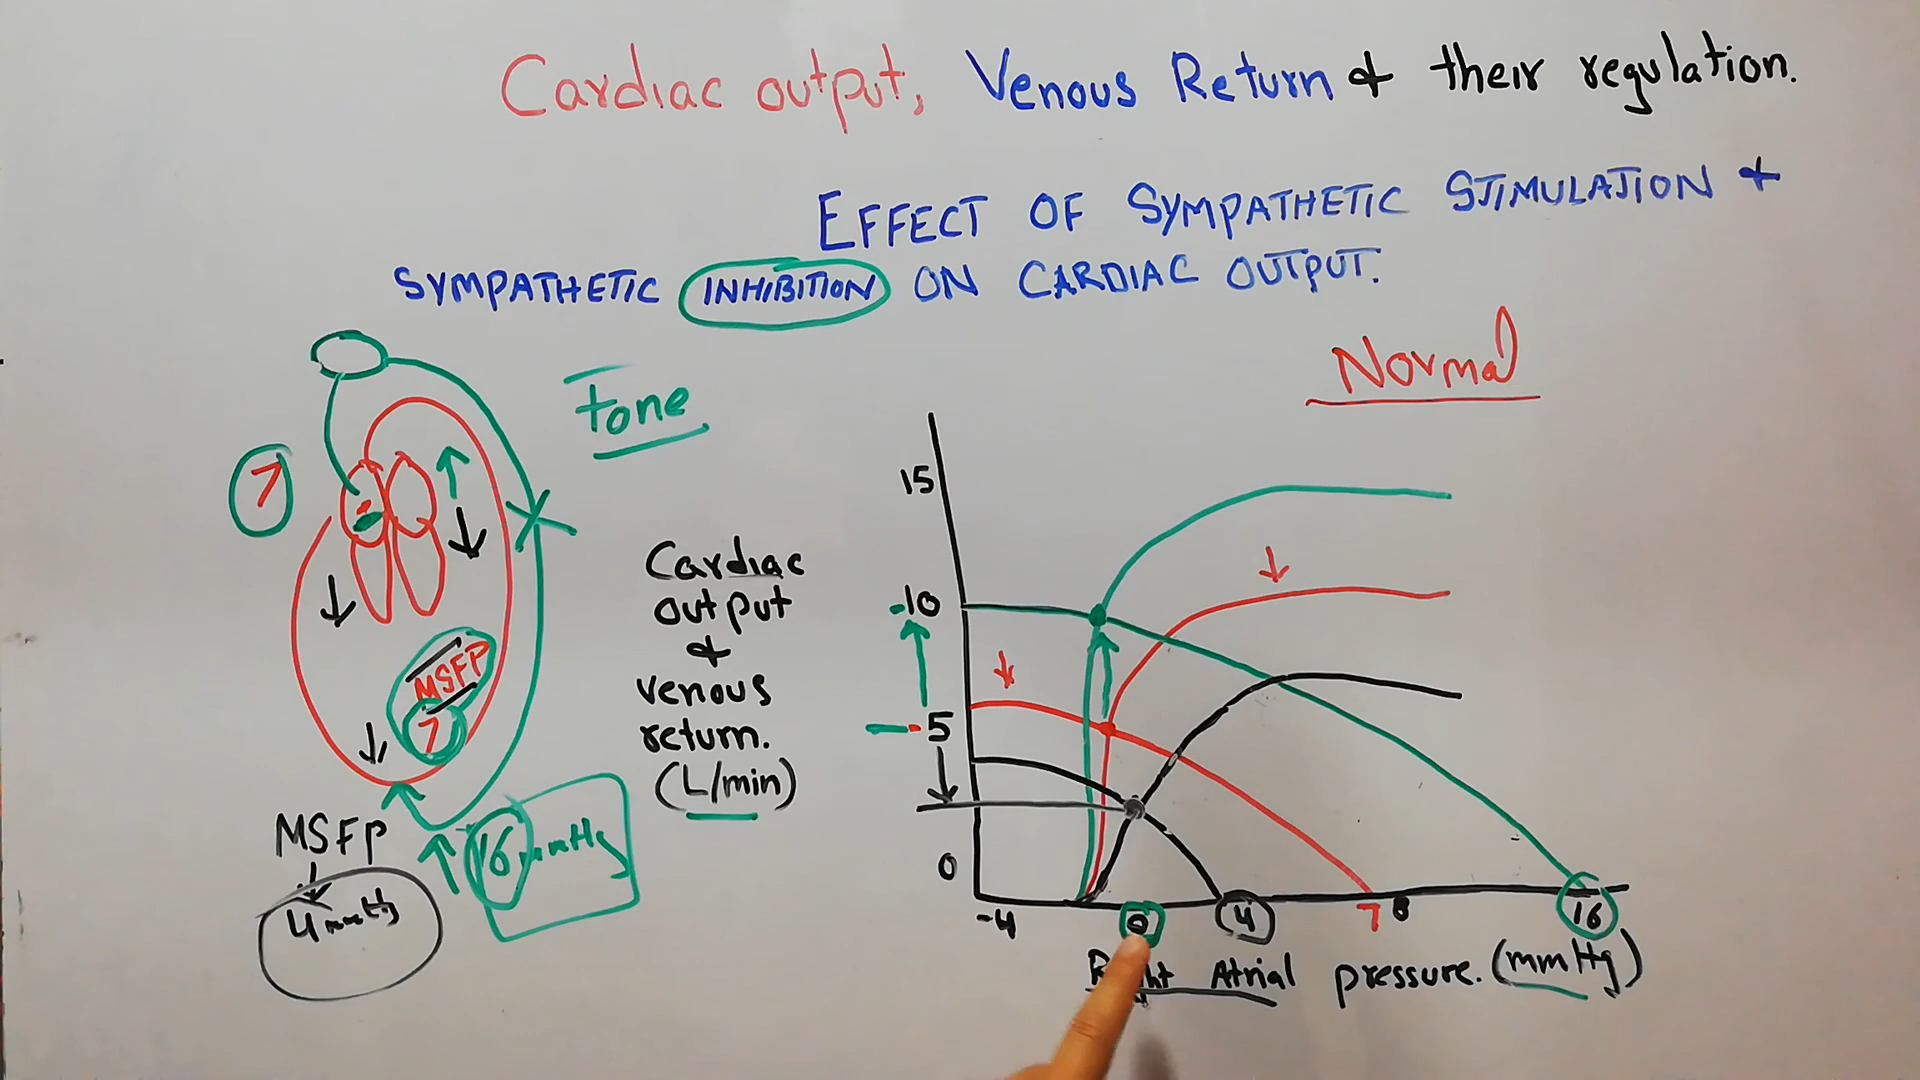 Cardiac output, Venous Return & their regulation.
EFFECT OF SYMPATHETIC STIMULATION &
SYMPATHETIC INHIBITION ON CARDIAC OUTPUT.
Normal
Tone
7
MSFP
7
MSFP
4 mmHg
16 mmHg
Cardiac
output
&
venous
return.
(L/min)
15
-10
-5
0
-4
0
4
7
8
16
Right Atrial pressure. (mmHg)